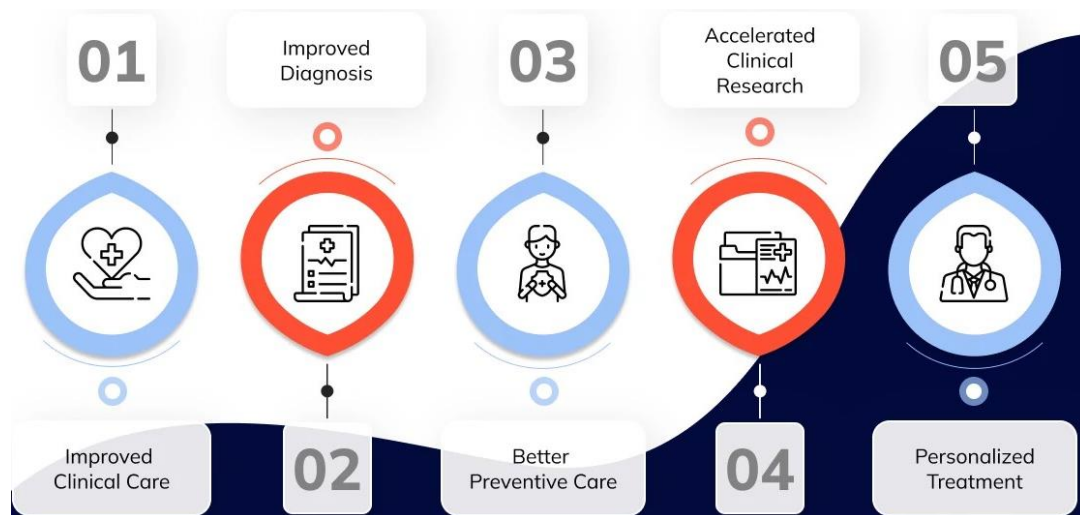 01
Improved
Clinical Care
Improved
Diagnosis
02
03
Better
Preventive Care
Accelerated
Clinical
Research
04
05
Personalized
Treatment